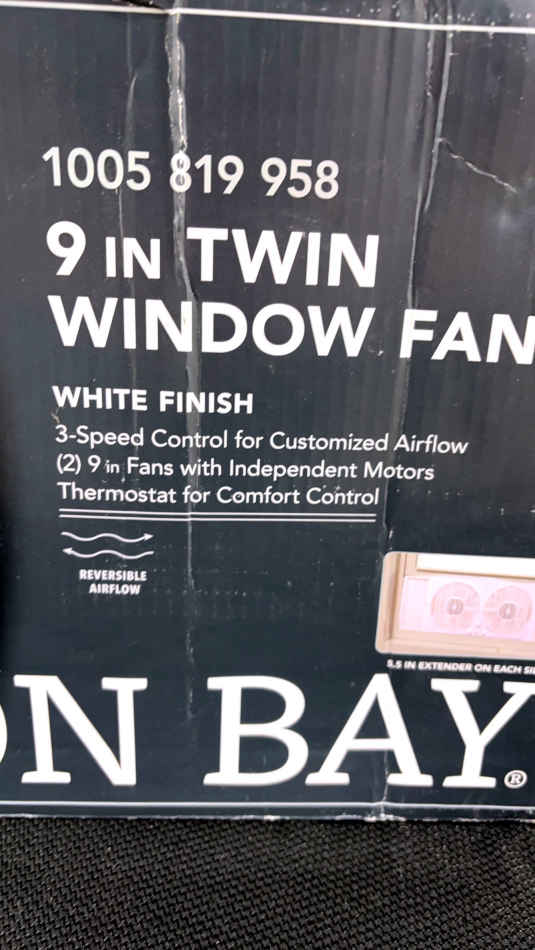 1005 819 958
9 IN TWIN
WINDOW FAN
WHITE FINISH
3-Speed Control for Customized Airflow
(2) 9 in Fans with Independent Motors
Thermostat for Comfort Control
REVERSIBLE
AIRFLOW
5.5 IN EXTENDER ON EACH SI
ON BAY®